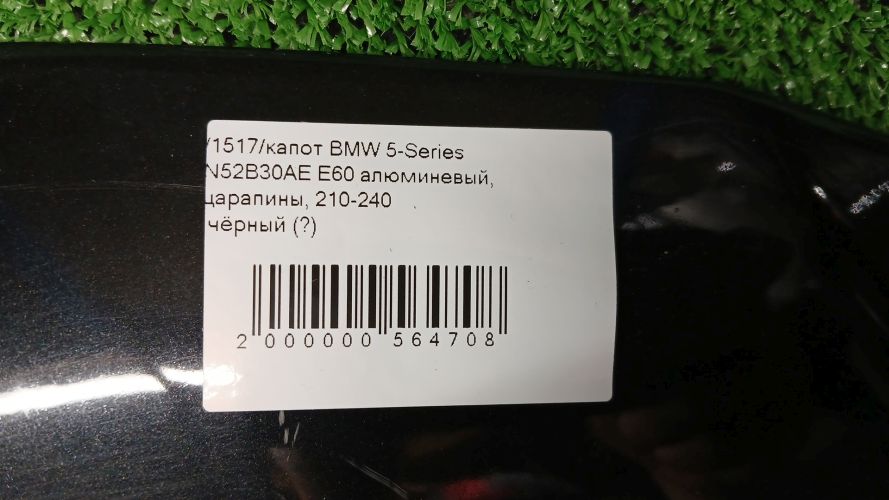 /1517/капот BMW 5-Series
N52B30AE E60 алюминевый,
царапины, 210-240
чёрный (?)
2 000000 564708